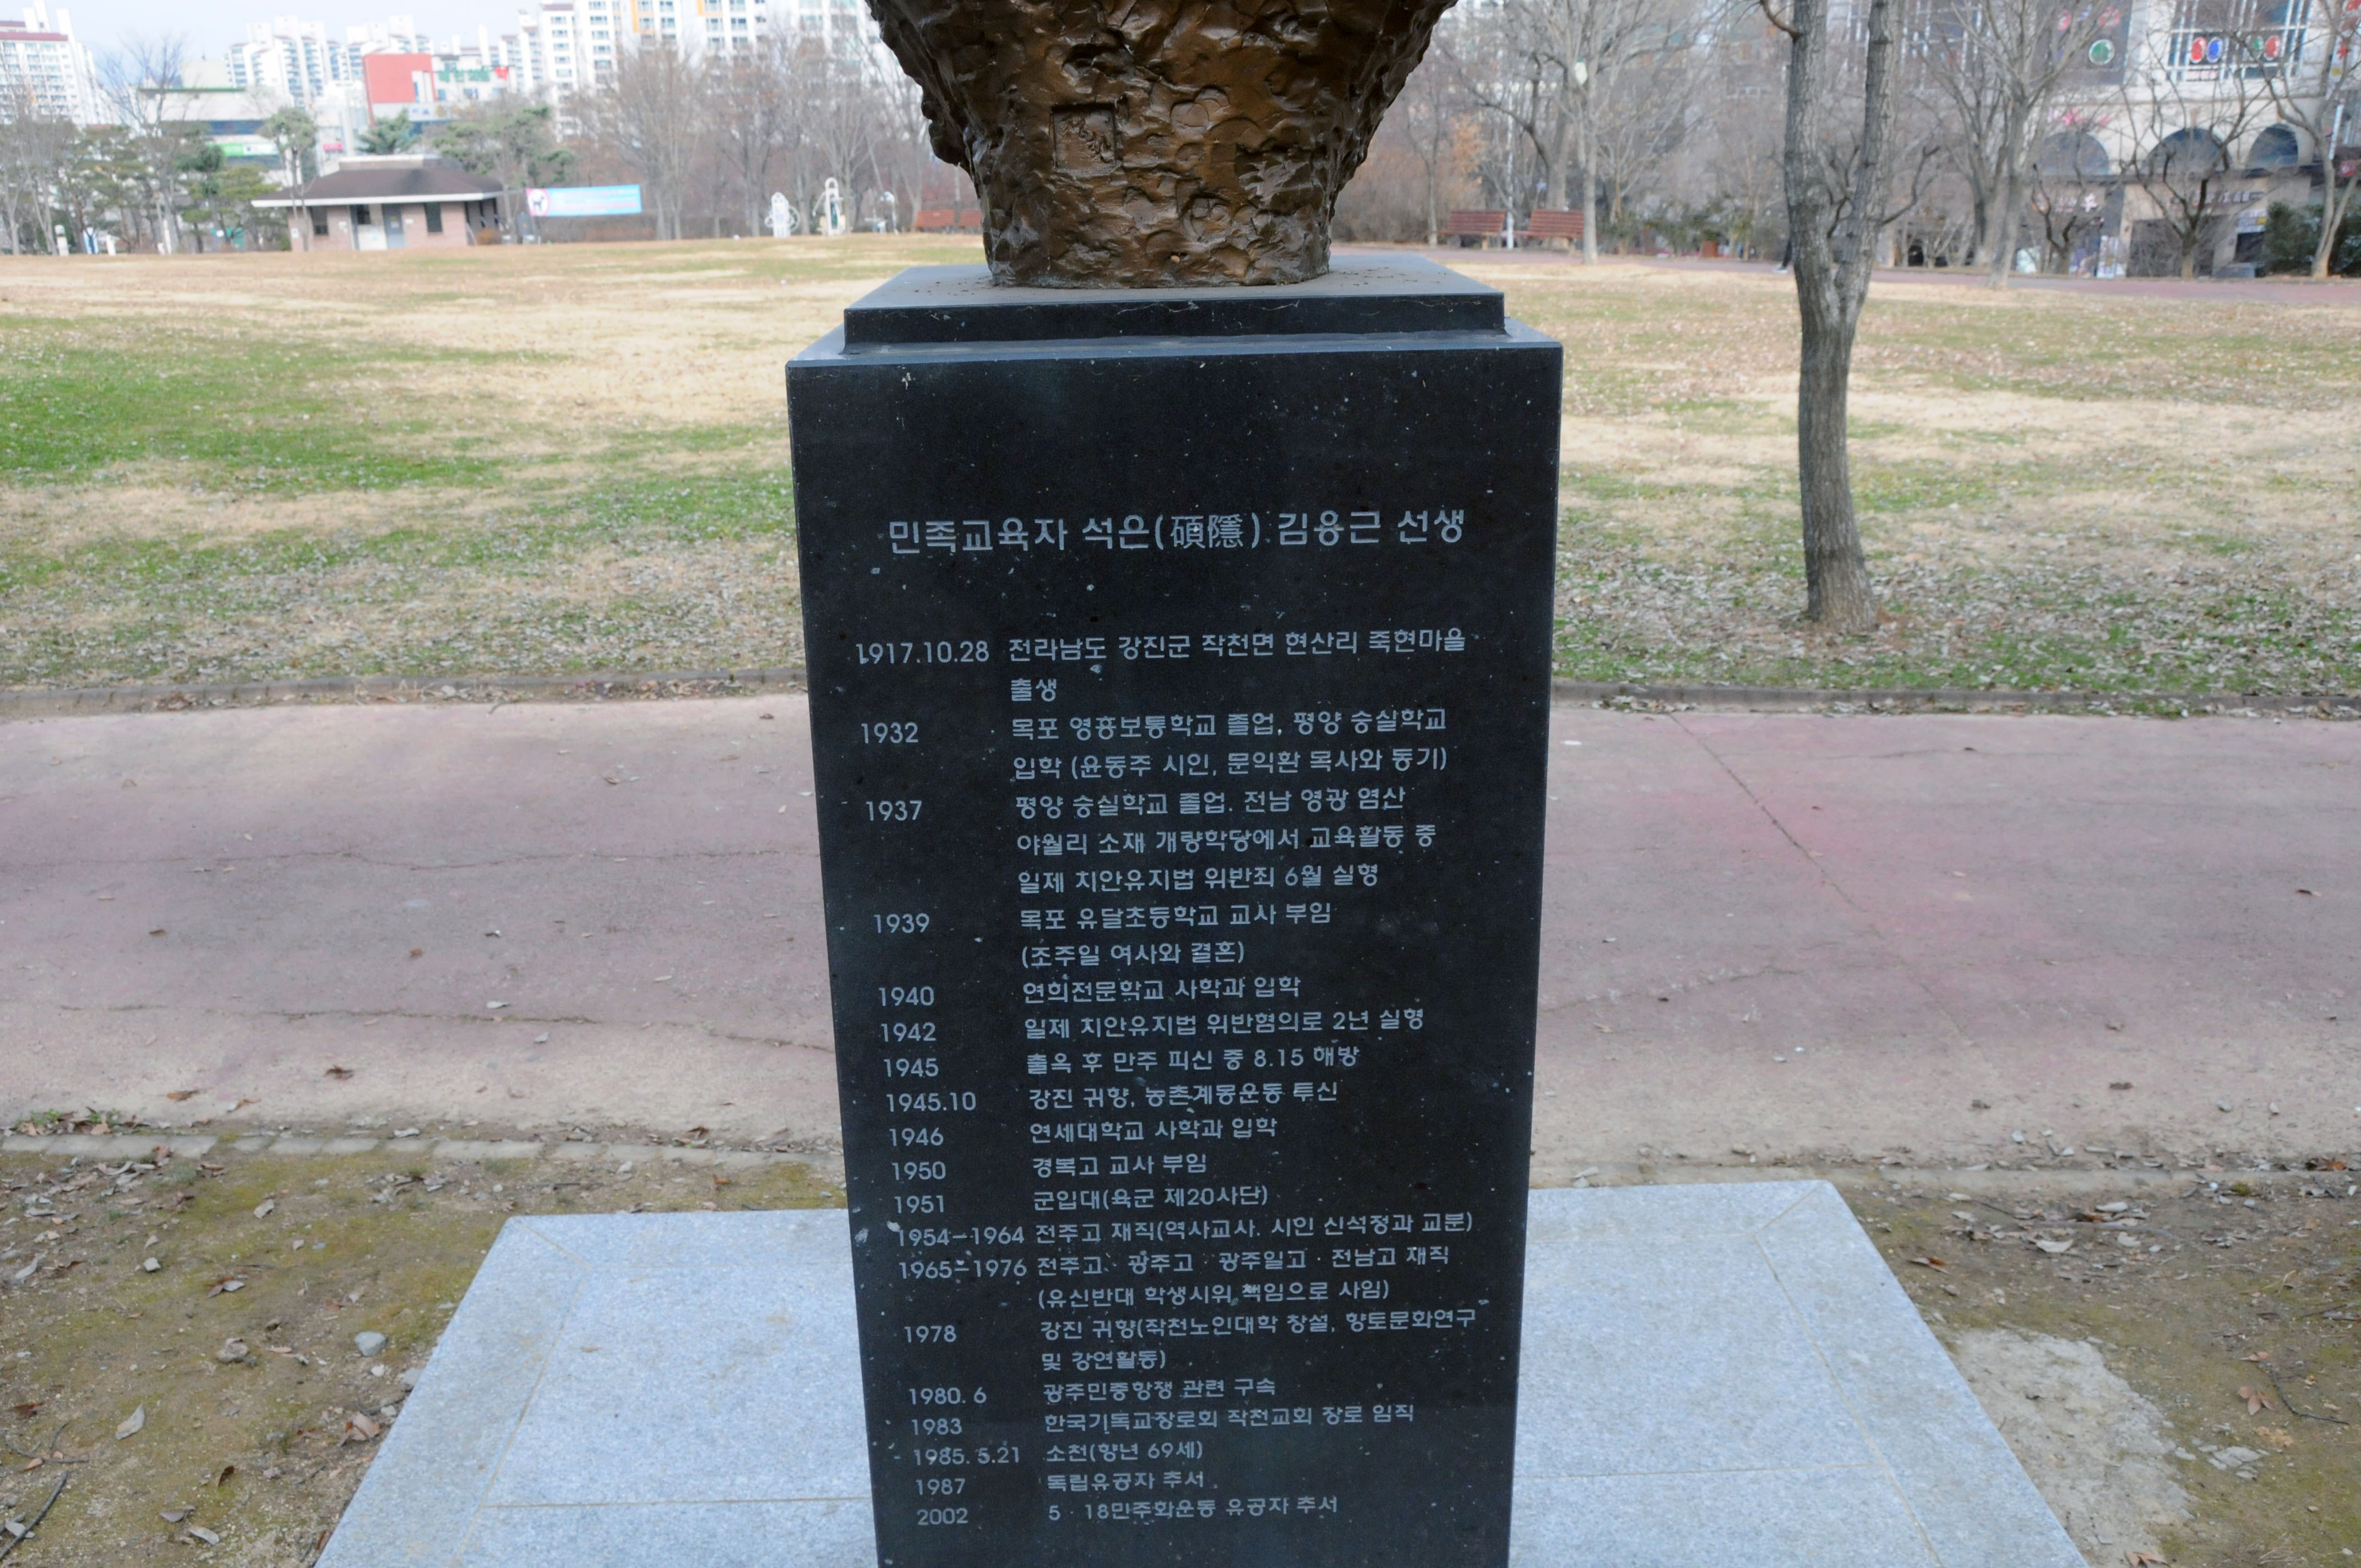 민족교육자 석은(碩隱) 김용근 선생
1917.10.28 전라남도 강진군 작천면 현산리 죽현마을
출생
1932 목포 영흥보통학교 졸업, 평양 숭실학교
입학 (윤동주 시인, 문익환 목사와 동기)
1937 평양 숭실학교 졸업. 전남 영광 염산
야월리 소재 개량학당에서 교육활동 중
일제 치안유지법 위반죄 6월 실형
1939 목포 유달초등학교 교사 부임
(조주일 여사와 결혼)
1940 연희전문학교 사학과 입학
1942 일제 치안유지법 위반혐의로 2년 실형
1945 출옥 후 만주 피신 중 8.15 해방
1945.10 강진 귀향, 농촌계몽운동 투신
1946 연세대학교 사학과 입학
1950 경복고 교사 부임
1951 군입대(육군 제20사단)
1954-1964 전주고 재직(역사교사. 시인 신석정과 교분)
1965-1976 전주고 · 광주고 · 광주일고 · 전남고 재직
(유신반대 학생시위 책임으로 사임)
1978 강진 귀향(작천노인대학 창설, 향토문화연구
및 강연활동)
1980. 6 광주민중항쟁 관련 구속
1983 한국기독교장로회 작천교회 장로 임직
1985. 5.21 소천(향년 69세)
1987 독립유공자 추서
2002 5 · 18민주화운동 유공자 추서